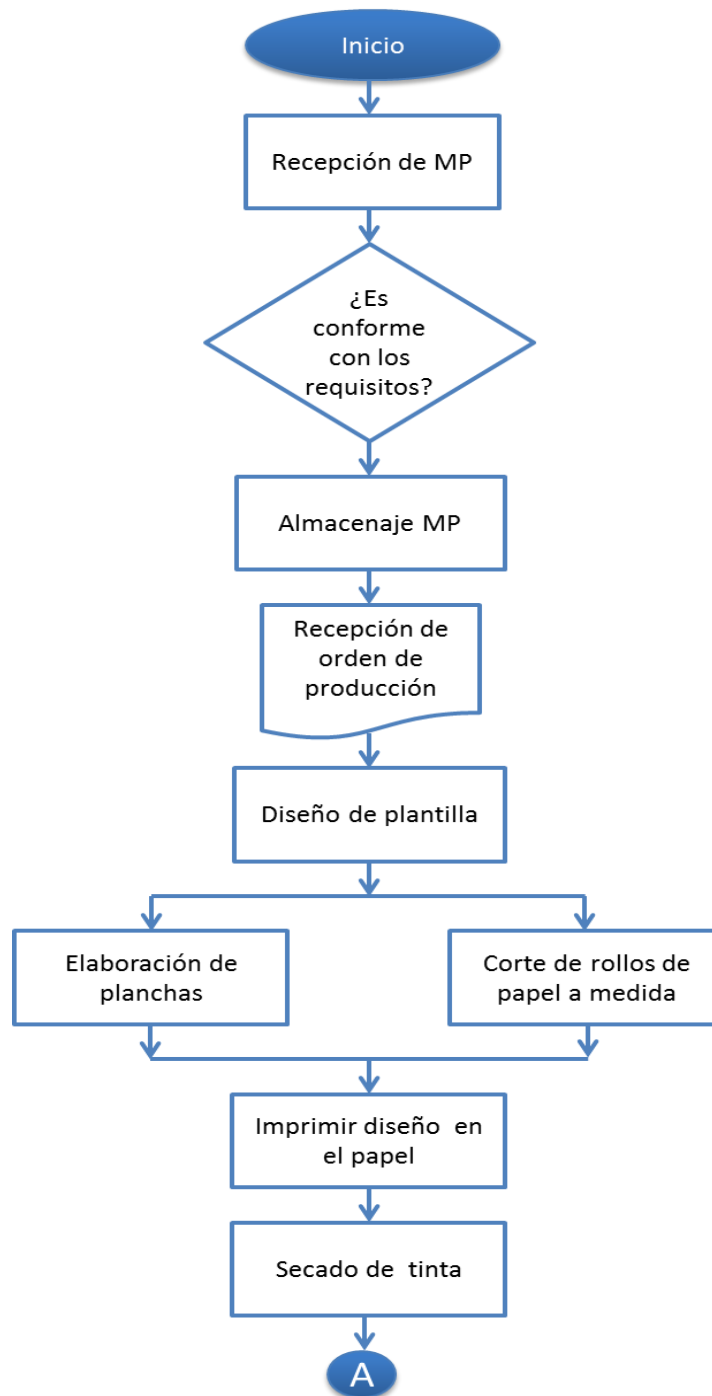 Inicio
Recepción de MP
¿Es
conforme
con los
requisitos?
Almacenaje MP
Recepción de
orden de
producción
Diseño de plantilla
Elaboración de
planchas
Corte de rollos de
papel a medida
Imprimir diseño en
el papel
Secado de tinta
A